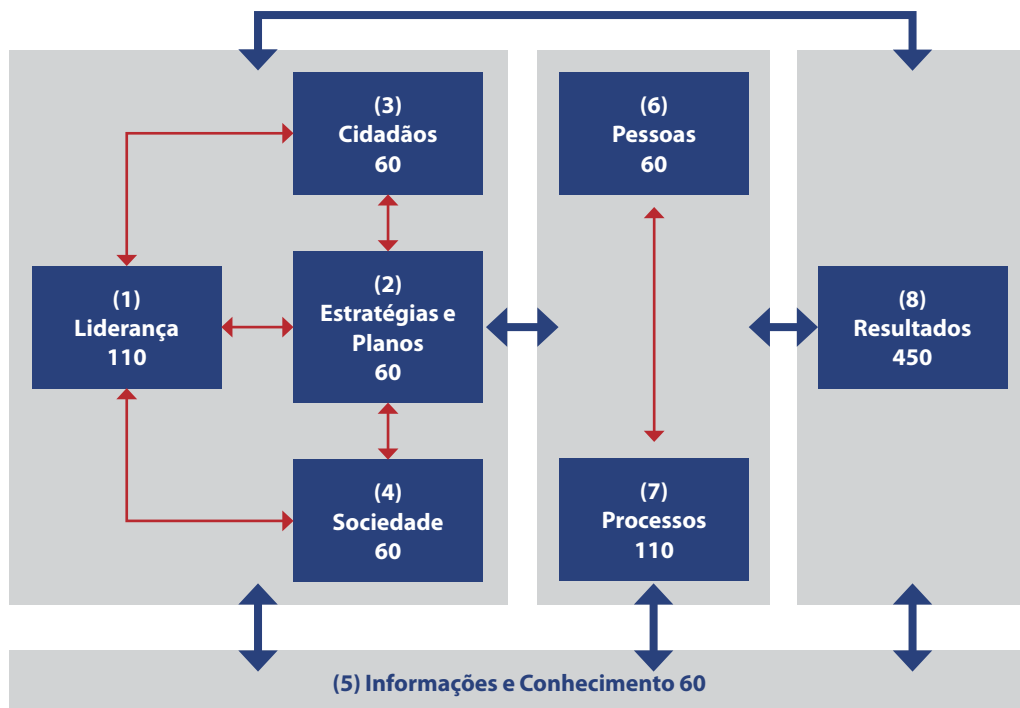 (3)
Cidadãos
60
(6)
Pessoas
60
(1)
Liderança
110
(2)
Estratégias e
Planos
60
(8)
Resultados
450
(4)
Sociedade
60
(7)
Processos
110
(5) Informações e Conhecimento 60